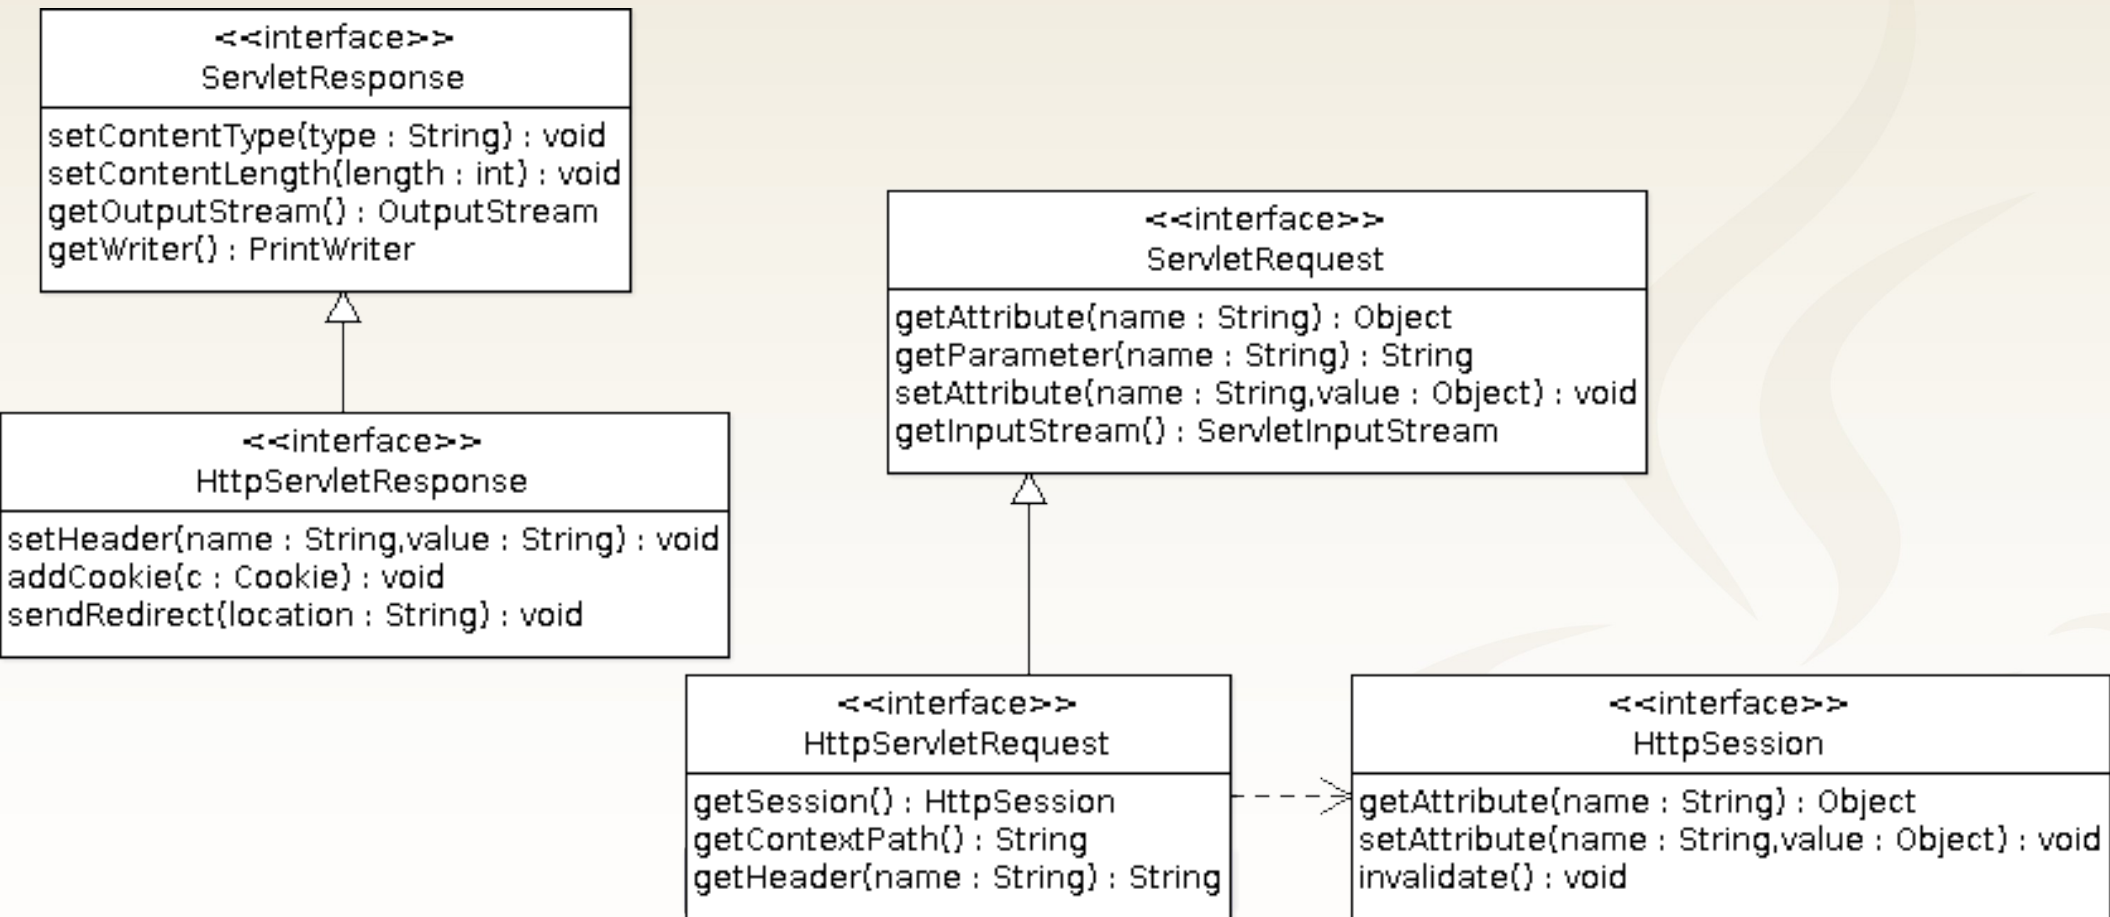 <<interface>>
ServletResponse
setContentType(type : String) : void
setContentLength(length : int) : void
getOutputStream() : OutputStream
getWriter() : PrintWriter
<<interface>>
HttpServletResponse
setHeader(name : String,value : String) : void
addCookie(c : Cookie) : void
sendRedirect(location : String) : void
<<interface>>
ServletRequest
getAttribute(name : String) : Object
getParameter(name : String) : String
setAttribute(name : String,value : Object) : void
getInputStream() : ServletInputStream
<<interface>>
HttpServletRequest
getSession() : HttpSession
getContextPath() : String
getHeader(name : String) : String
<<interface>>
HttpSession
getAttribute(name : String) : Object
setAttribute(name : String,value : Object) : void
invalidate() : void